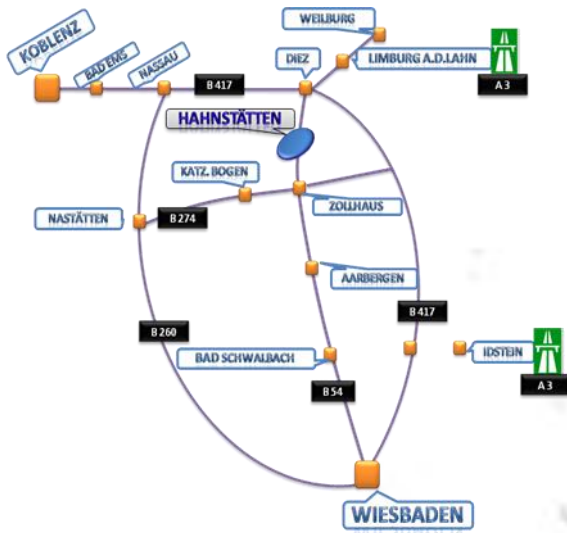 WEILBURG
KOBLENZ
BAD EMS
NASSAU
DIEZ
LIMBURG A.D.LAHN
B 417
A 3
HAHNSTÄTTEN
KATZ. BOGEN
ZOLLHAUS
NASTÄTTEN
B 274
AARBERGEN
B 417
B 260
BAD SCHWALBACH
IDSTEIN
A 3
B 54
WIESBADEN